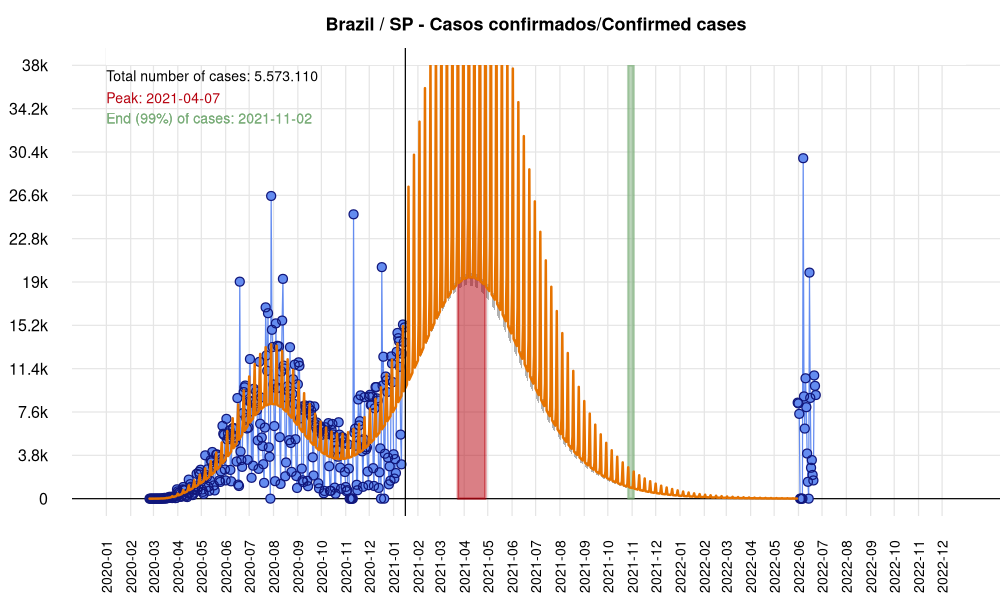 Brazil / SP - Casos confirmados/Confirmed cases
Total number of cases: 5.573.110
Peak: 2021-04-07
End (99%) of cases: 2021-11-02
38k
34.2k
30.4k
26.6k
22.8k
19k
15.2k
11.4k
7.6k
3.8k
0
2020-01
2020-02
2020-03
2020-04
2020-05
2020-06
2020-07
2020-08
2020-09
2020-10
2020-11
2020-12
2021-01
2021-03
2021-04
2021-05
2021-06
2021-07
2021-08
2021-09
2021-10
2021-11
2021-12
2022-01
2022-02
2022-03
2022-04
2022-05
2022-06
2022-07
2022-08
2022-09
2022-10
2022-11
2022-12